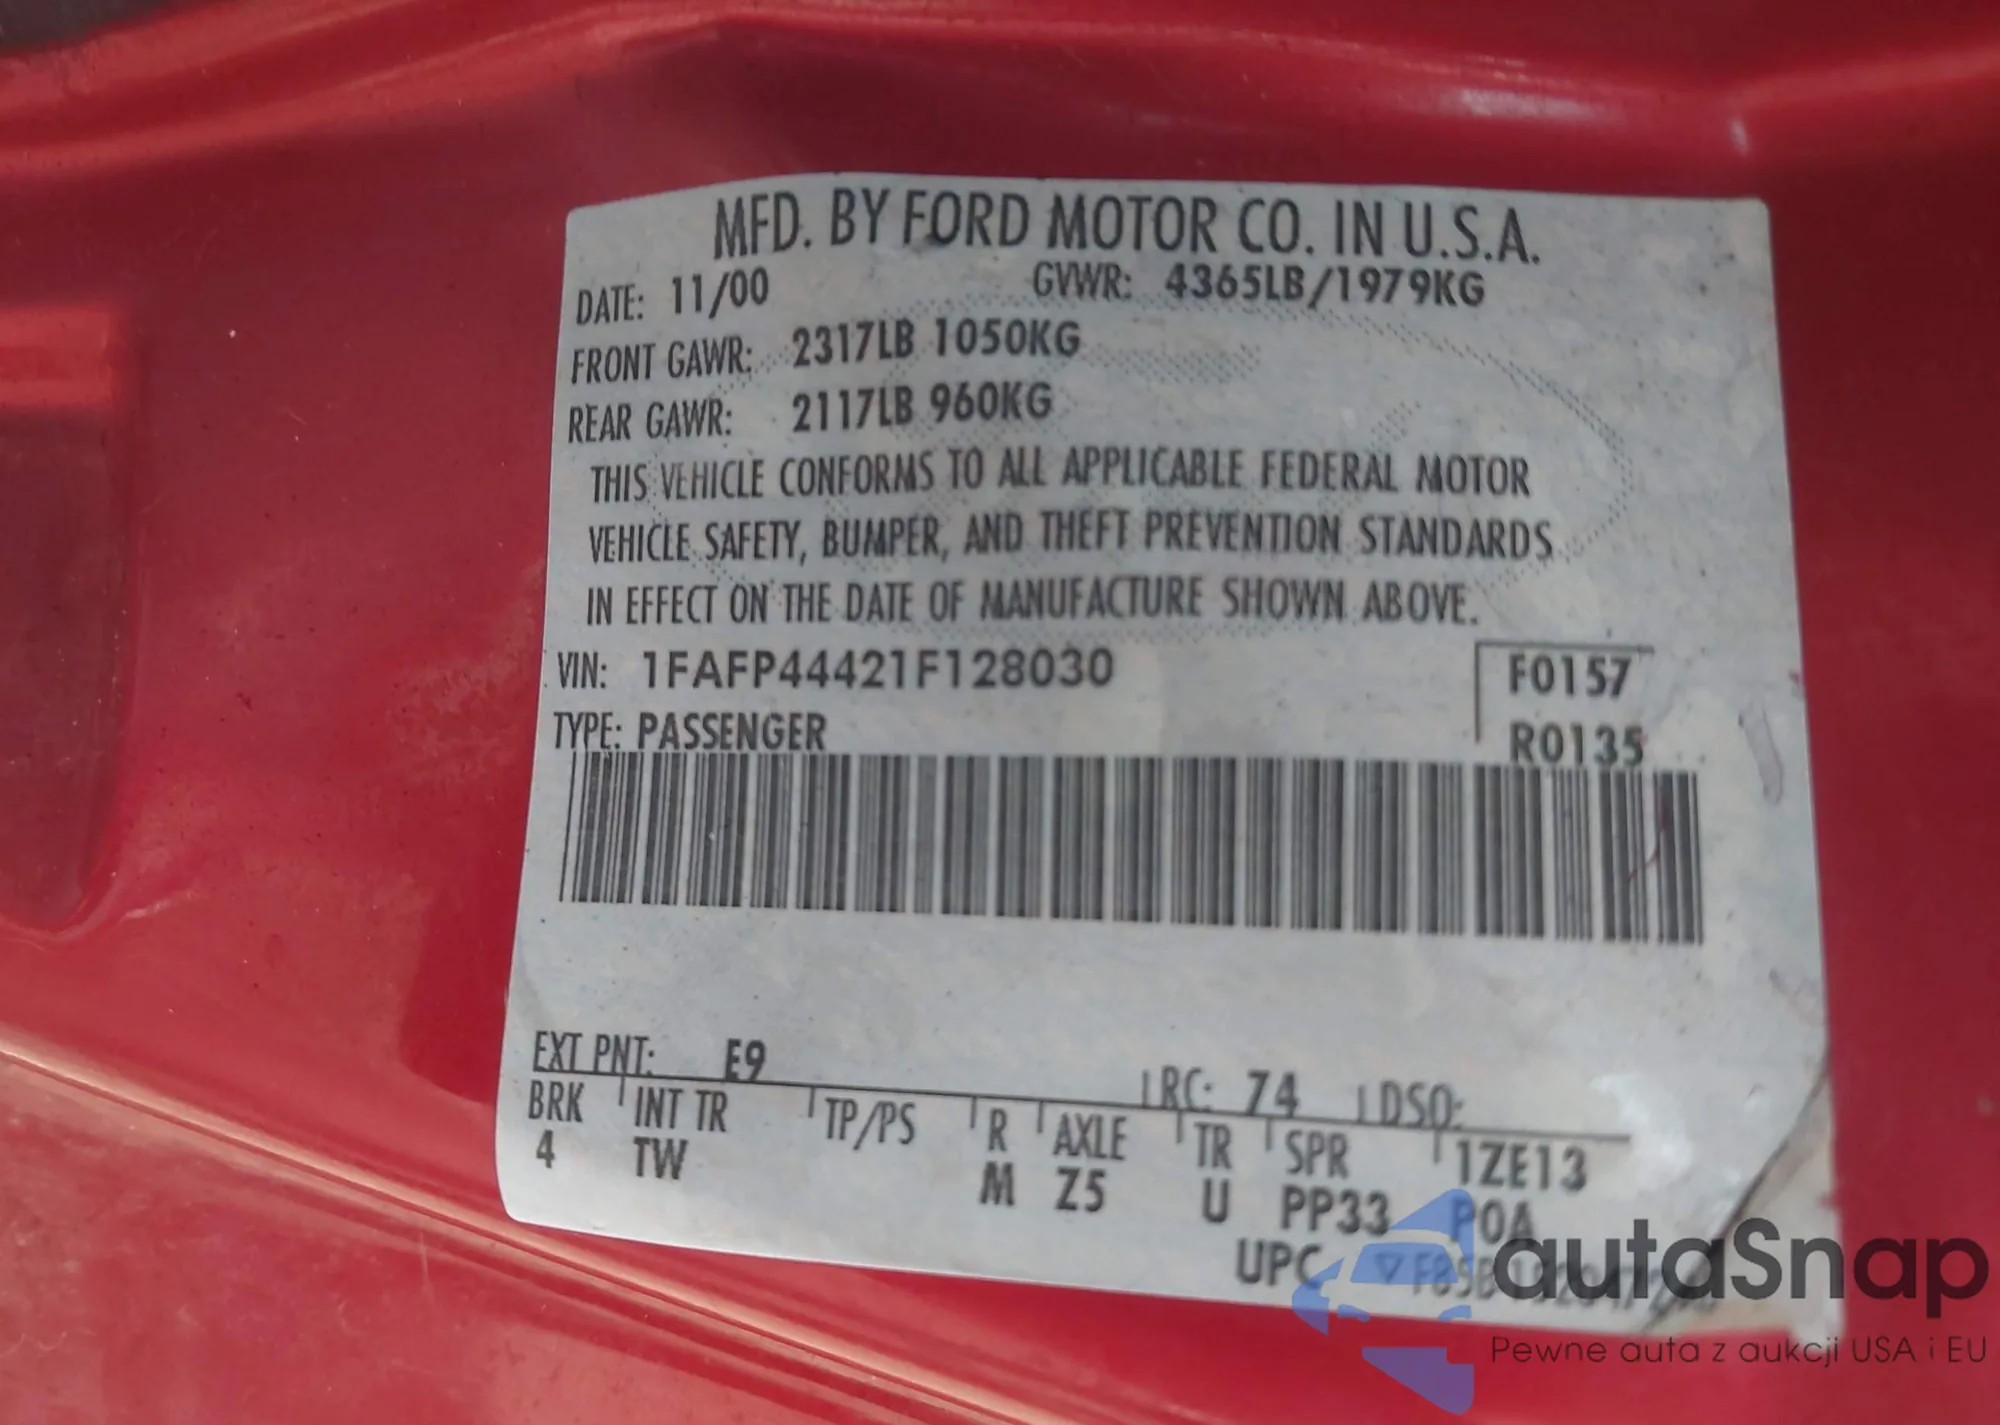 MFD. BY FORD MOTOR CO. IN U.S.A.
DATE: 11/00 GVWR: 4365LB/1979KG
FRONT GAWR: 2317LB 1050KG
REAR GAWR: 2117LB 960KG
THIS VEHICLE CONFORMS TO ALL APPLICABLE FEDERAL MOTOR
VEHICLE SAFETY, BUMPER, AND THEFT PREVENTION STANDARDS
IN EFFECT ON THE DATE OF MANUFACTURE SHOWN ABOVE.
VIN: 1FAFP44421F128030 F0157
TYPE: PASSENGER R0135
EXT PNT: E9 RC: 74 DSO:
BRK INT TR TP/PS R AXLE TR SPR 1ZE13
4 TW M Z5 U PP33 POA
UPC
autaSnap
Pewne auta z aukcji USA i EU